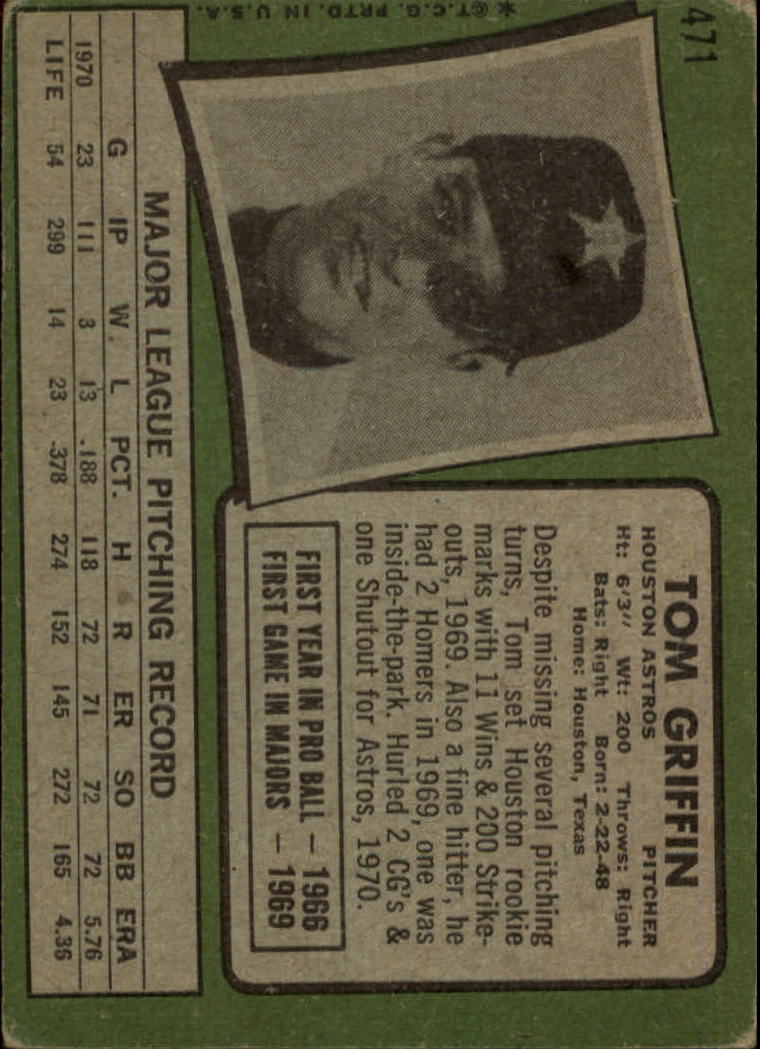 471
TOM GRIFFIN
HOUSTON ASTROS PITCHER
Ht: 6'3" Wt: 200 Throws: Right
Bats: Right Born: 2-22-48
Home: Houston, Texas
Despite missing several pitching
turns, Tom set Houston rookie
marks with 11 Wins & 200 Strike-
outs, 1969. Also a fine hitter, he
had 2 Homers in 1969, one was
inside-the-park. Hurled 2 CG's &
one Shutout for Astros, 1970.
FIRST YEAR IN PRO BALL — 1966
FIRST GAME IN MAJORS — 1969
MAJOR LEAGUE PITCHING RECORD
G IP W. L PCT. H R ER SO BB ERA
1970 23 111 3 13 .188 118 72 71 72 72 5.76
LIFE 54 299 14 23 .378 274 152 145 272 165 4.36
*©T.C.G. PRTD. IN U.S.A.